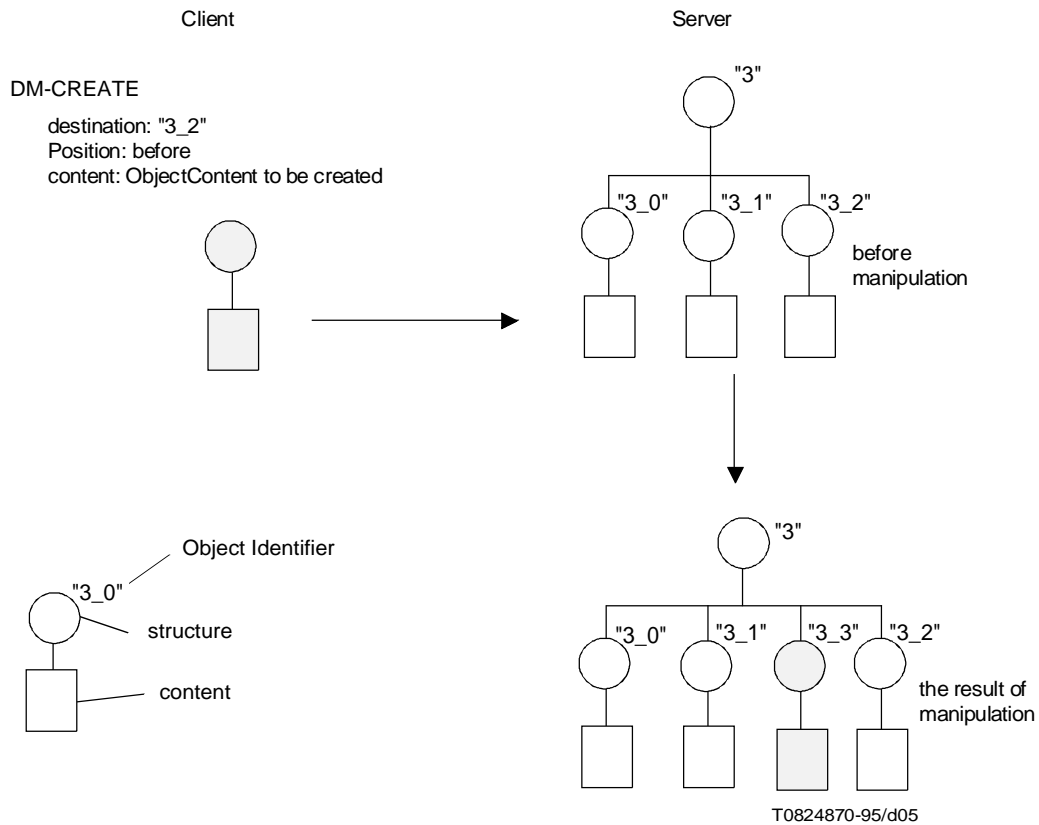 Client
Server
DM-CREATE
destination: "3_2"
Position: before
content: ObjectContent to be created
"3"
"3_0"
"3_1"
"3_2"
before
manipulation
Object Identifier
"3_0"
structure
content
"3"
"3_0"
"3_1"
"3_3"
"3_2"
the result of
manipulation
T0824870-95/d05